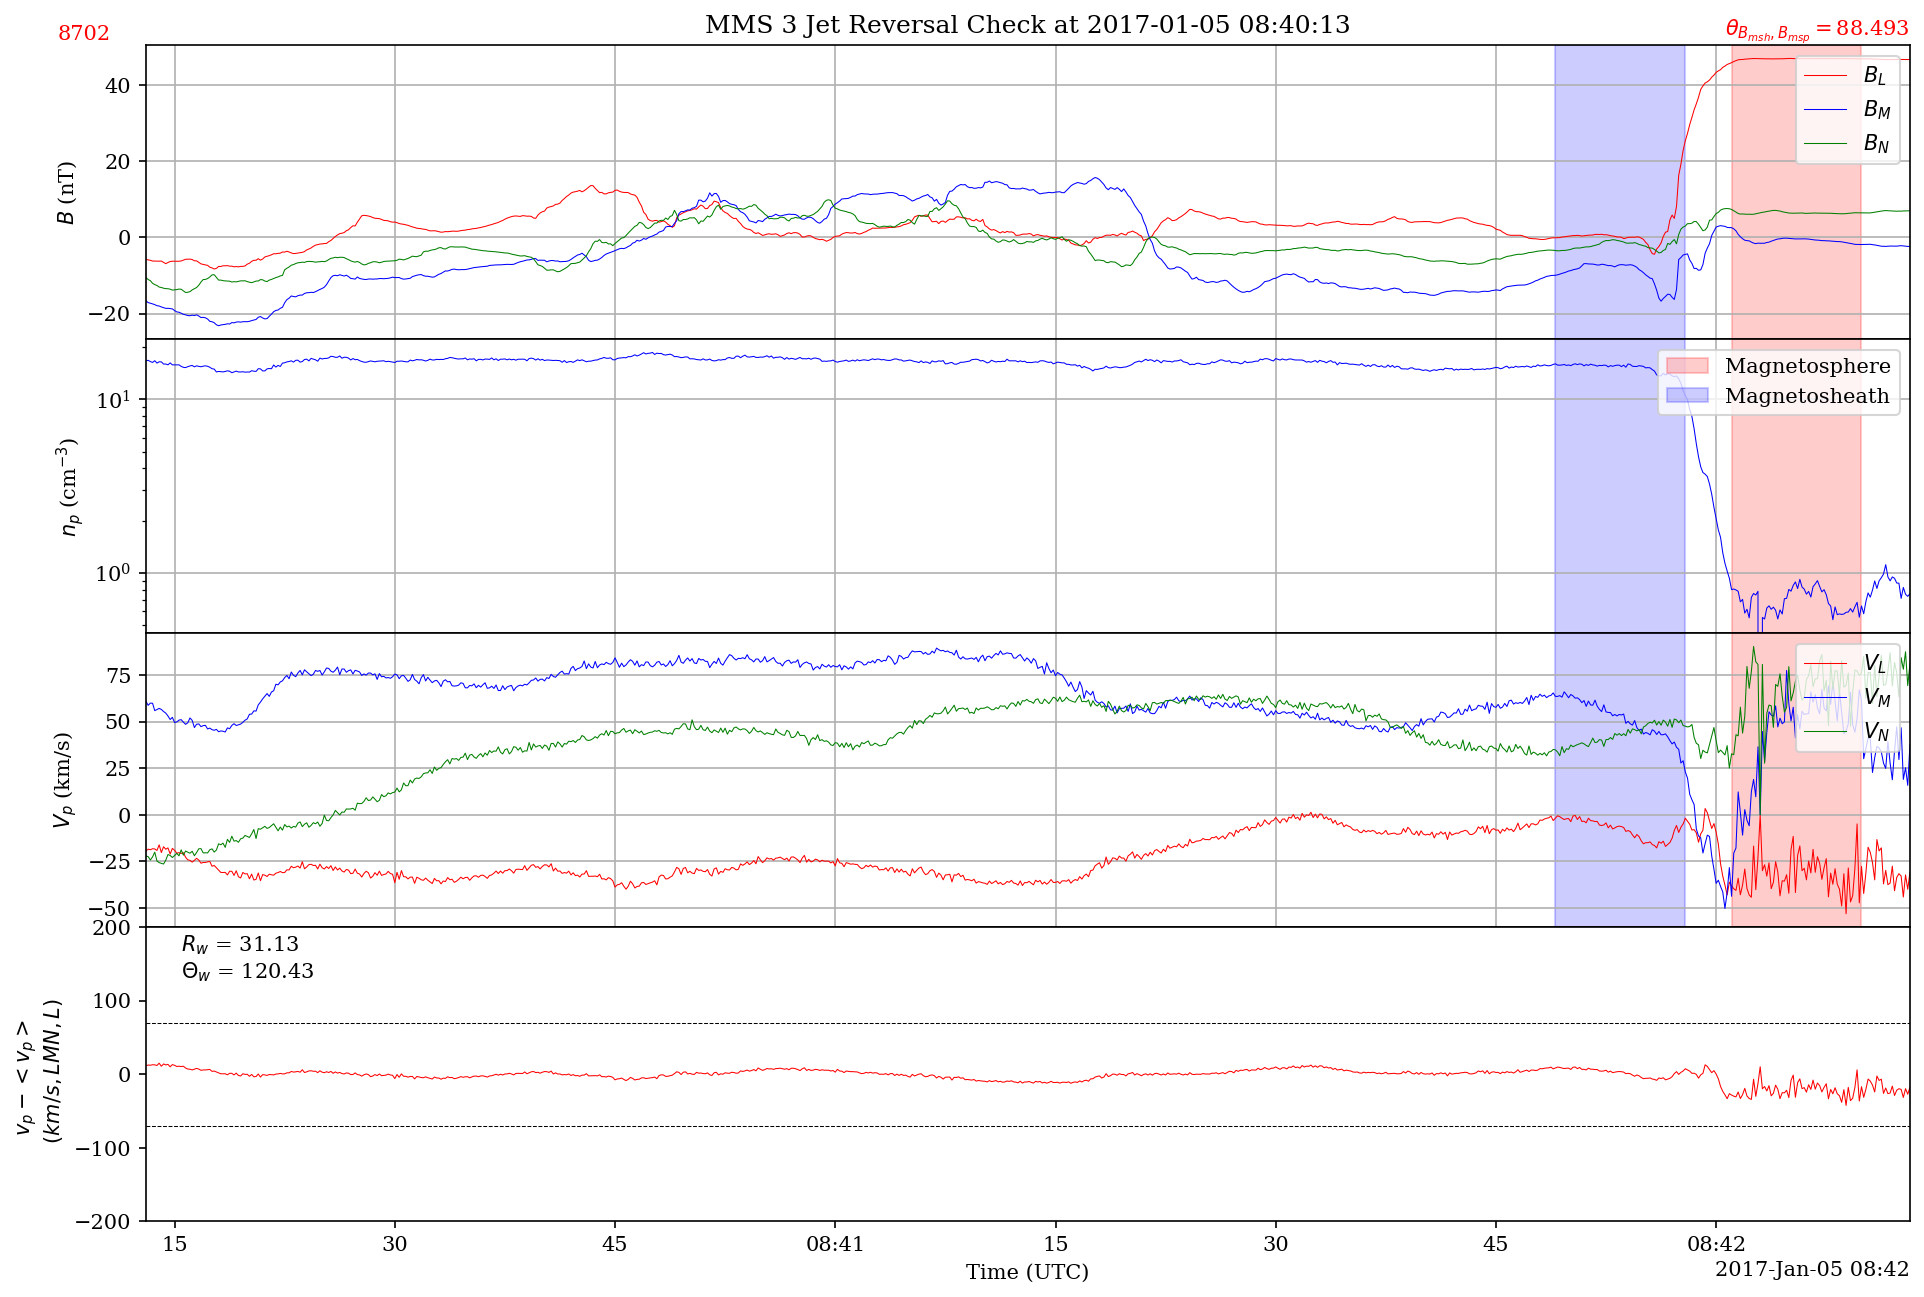 8702
MMS 3 Jet Reversal Check at 2017-01-05 08:40:13
θ_{B_{msh}, B_{msp}} = 88.493
B (nT)
40
20
0
−20
B_L
B_M
B_N
n_p (cm⁻³)
10¹
10⁰
Magnetosphere
Magnetosheath
V_p (km/s)
75
50
25
0
−25
−50
V_L
V_M
V_N
v_p − < v_p >
(km/s, LMN, L)
200
100
0
−100
−200
R_w = 31.13
Θ_w = 120.43
15
30
45
08:41
15
30
45
08:42
Time (UTC)
2017-Jan-05 08:42